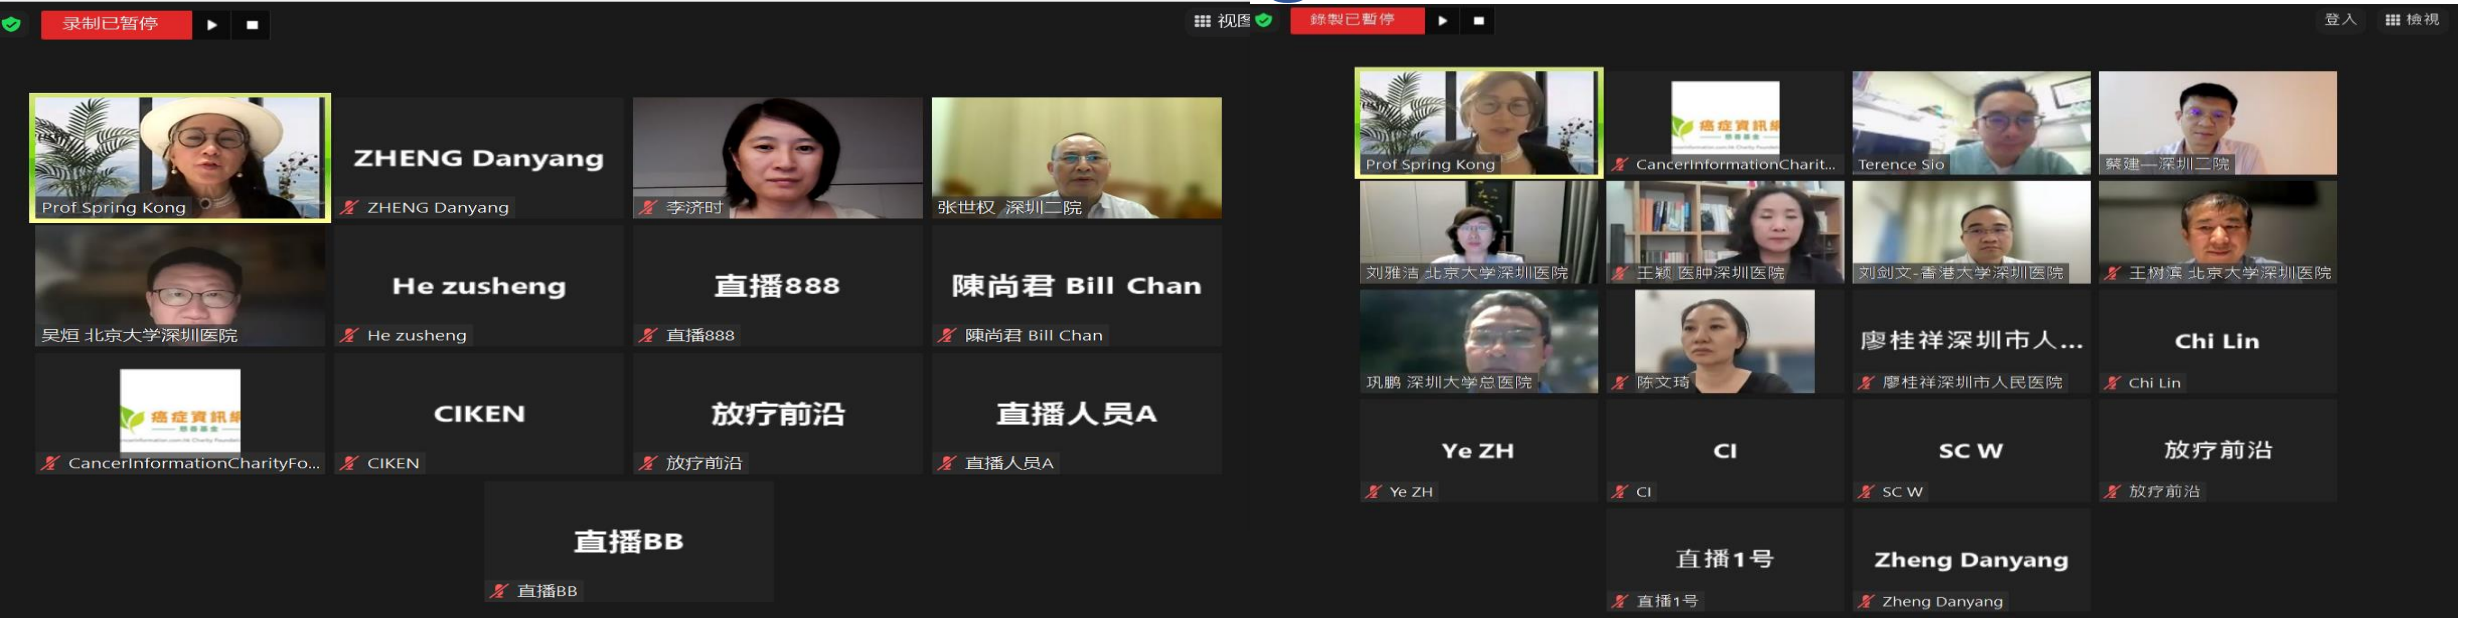 录制已暂停
视图
Prof Spring Kong
ZHENG Danyang
ZHENG Danyang
李济时
张世权 深圳二院
吴烜 北京大学深圳医院
He zusheng
He zusheng
直播888
直播888
陳尚君 Bill Chan
陳尚君 Bill Chan
癌症資訊網
慈善基金
CancerInformationCharityFo...
CIKEN
CIKEN
放疗前沿
放疗前沿
直播人员A
直播人员A
直播BB
直播BB
錄製已暫停
登入
檢視
Prof Spring Kong
癌症資訊網
慈善基金
CancerInformationCharit...
Terence Sio
蔡建一深圳二院
刘雅洁 北京大学深圳医院
王颖 医肿深圳医院
刘剑文-香港大学深圳医院
王树滨 北京大学深圳医院
巩鹏 深圳大学总医院
陈文琦
廖桂祥深圳市人...
廖桂祥深圳市人民医院
Chi Lin
Chi Lin
Ye ZH
Ye ZH
CI
CI
SC W
SC W
放疗前沿
放疗前沿
直播1号
直播1号
Zheng Danyang
Zheng Danyang